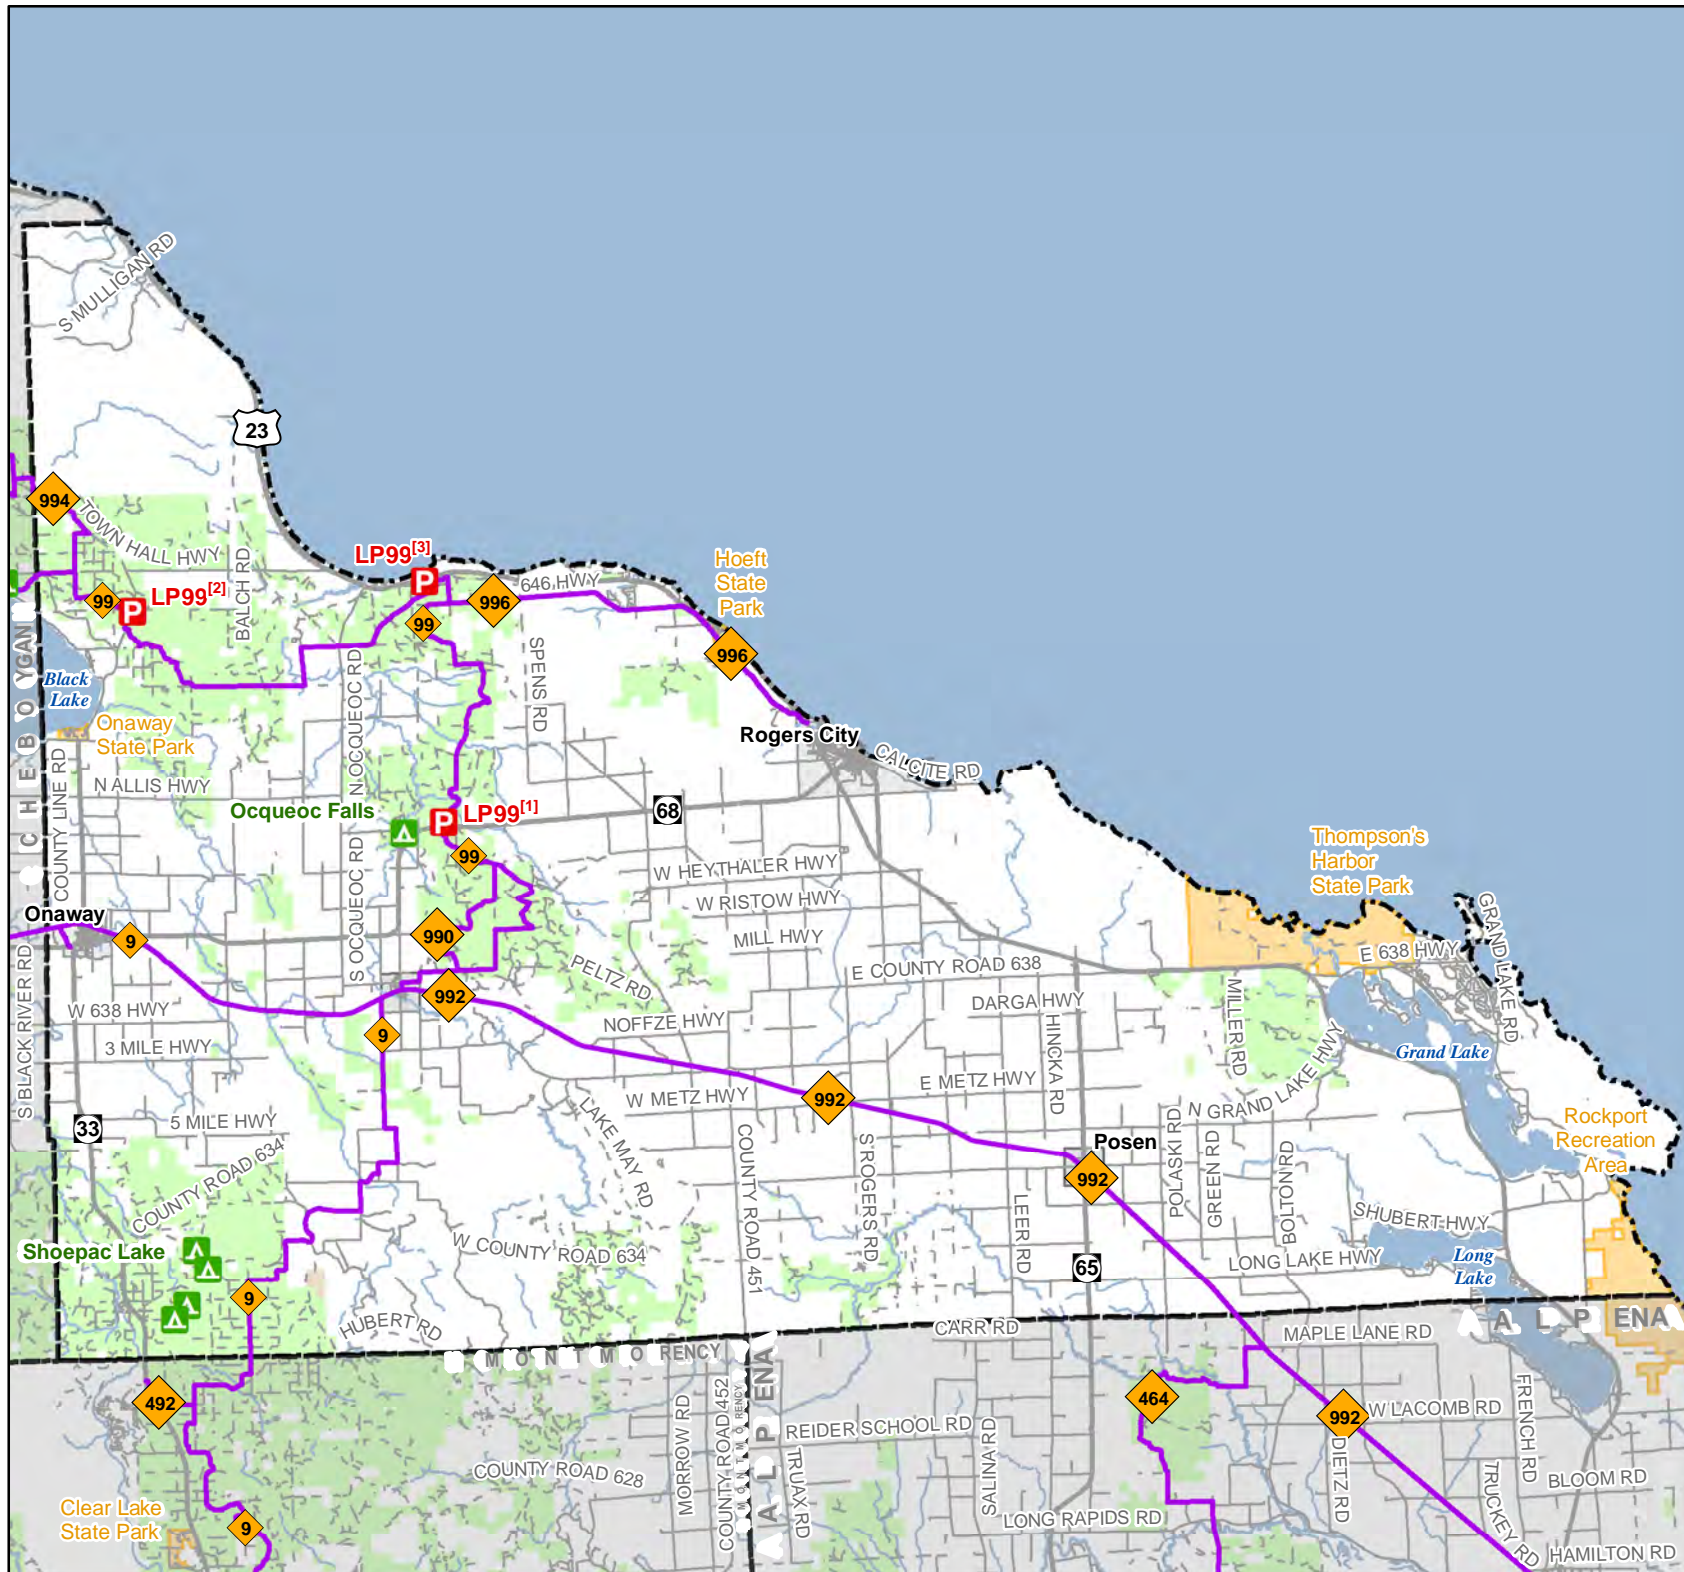 S MULLIGAN RD
23
994
TOWN HALL HWY
BALCH RD
LP99[3]
P
646 HWY
Hoeft
State
Park
99
P
LP99[2]
996
99
996
CHEBOYGAN
Black
Lake
N OCQUEOC RD
SPENS RD
Onaway
State Park
Rogers City
CALCITE RD
COUNTY LINE RD
N ALLIS HWY
Ocqueoc Falls
P
LP99[1]
68
Thompson's
Harbor
State Park
99
W HEYTHALER HWY
S OCQUEOC RD
W RISTOW HWY
Onaway
9
990
MILL HWY
GRAND LAKE RD
E 638 HWY
S BLACK RIVER RD
PELTZ RD
E COUNTY ROAD 638
992
DARGA HWY
MILLER RD
W 638 HWY
NOFFZE HWY
HINCKA RD
9
3 MILE HWY
Grand Lake
E METZ HWY
W METZ HWY
992
N GRAND LAKE HWY
33
5 MILE HWY
LAKE MAY RD
Rockport
Recreation
Area
COUNTY ROAD 634
COUNTY ROAD 451
S ROGERS RD
Posen
992
POLASKI RD
GREEN RD
BOLTON RD
LEER RD
SHUBERT HWY
Shoepac Lake
W COUNTY ROAD 634
65
LONG LAKE HWY
Long
Lake
9
HUBERT RD
CARR RD
MAPLE LANE RD
ALPENA
MONTMORENCY
492
MORROW RD
COUNTY ROAD 452
MONTMORENCY
ALPENA
464
992
W LACOMB RD
FRENCH RD
REIDER SCHOOL RD
TRUAX RD
SALINA RD
DIETZ RD
COUNTY ROAD 628
TRUCKEY RD
BLOOM RD
Clear Lake
State Park
9
LONG RAPIDS RD
HAMILTON RD